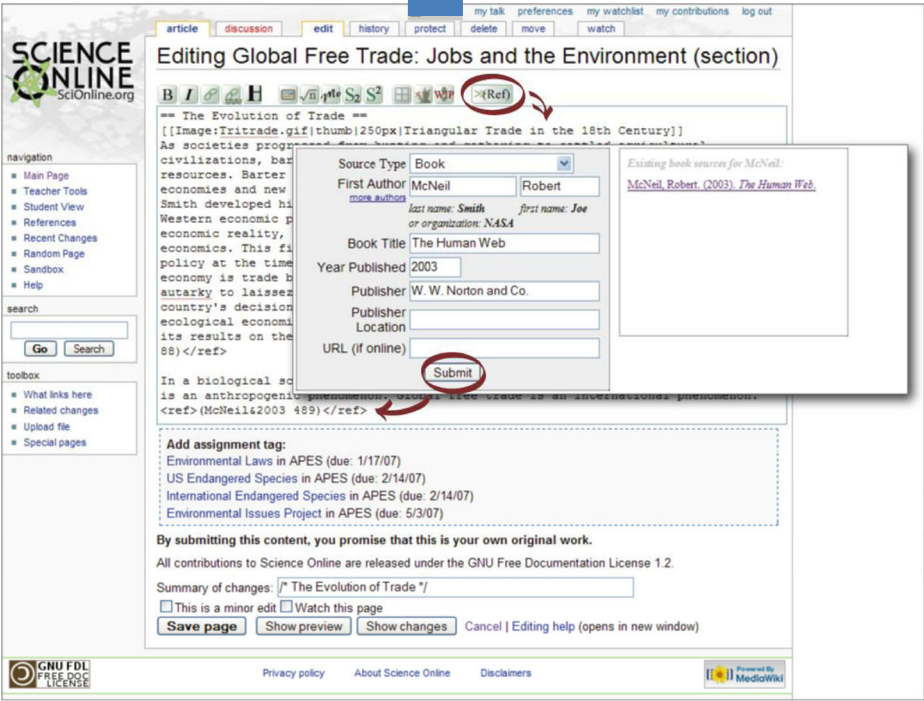 my talk preferences my watchlist my contributions log out
article discussion edit history protect delete move watch
SCIENCE
ONLINE
SciOnline.org
Editing Global Free Trade: Jobs and the Environment (section)
B I H √n S2 S2 (Ref)
== The Evolution of Trade ==
[[Image:Tritrade.gif|thumb|250px|Triangular Trade in the 18th Century]]
As societies progressed from hunting and gathering to settled agricultural
civilizations, bar
resources. Barter
economies and new
Smith developed hi
Western economic p
economic reality,
economics. This fi
policy at the time
economy is trade b
autarky to laissez
country's decision
ecological economi
its results on the
88)</ref>
In a biological sc
is an anthropogenic phenomenon. Global free trade is an international phenomenon.
<ref>(McNeil&2003 489)</ref>
Source Type Book
First Author McNeil Robert
more authors
last name: Smith first name: Joe
or organization: NASA
Book Title The Human Web
Year Published 2003
Publisher W. W. Norton and Co.
Publisher
Location
URL (if online)
Submit
Existing book sources for McNeil:
McNeil, Robert. (2003). The Human Web.
navigation
Main Page
Teacher Tools
Student View
References
Recent Changes
Random Page
Sandbox
Help
search
Go Search
toolbox
What links here
Related changes
Upload file
Special pages
Add assignment tag:
Environmental Laws in APES (due: 1/17/07)
US Endangered Species in APES (due: 2/14/07)
International Endangered Species in APES (due: 2/14/07)
Environmental Issues Project in APES (due: 5/3/07)
By submitting this content, you promise that this is your own original work.
All contributions to Science Online are released under the GNU Free Documentation License 1.2.
Summary of changes: /* The Evolution of Trade */
This is a minor edit Watch this page
Save page Show preview Show changes Cancel | Editing help (opens in new window)
GNU FDL
FREE DOC
LICENSE
Privacy policy About Science Online Disclaimers
Powered By
MediaWiki